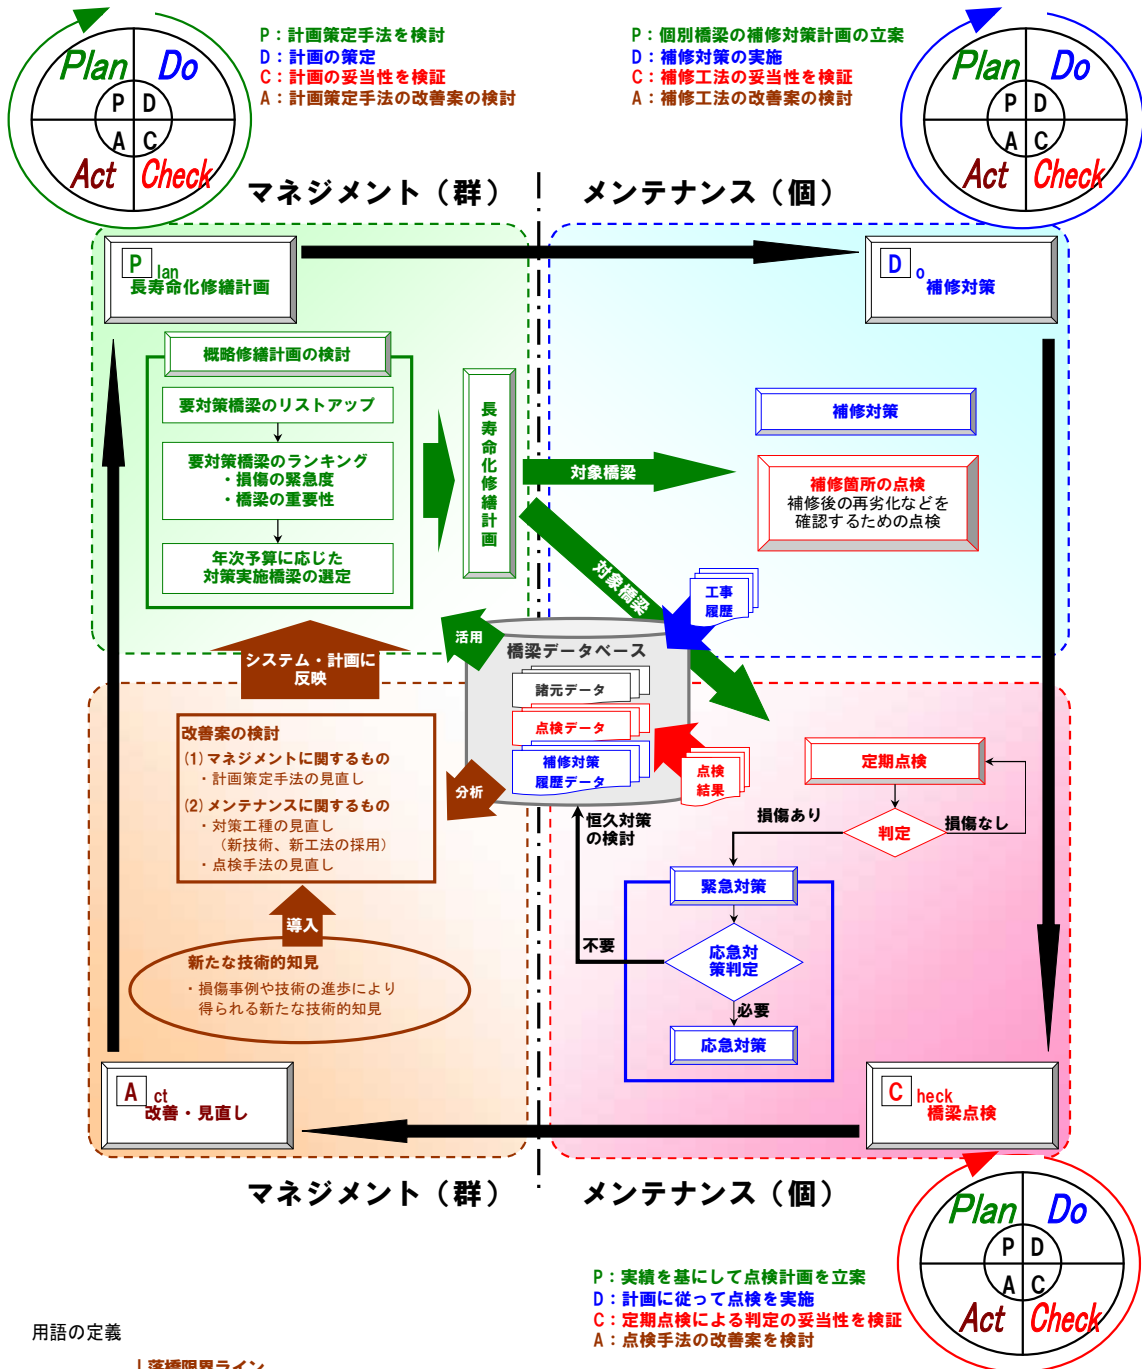 P：計画策定手法を検討
D：計画の策定
C：計画の妥当性を検証
A：計画策定手法の改善案の検討
Plan
Do
P
D
A
C
Act
Check
P：個別橋梁の補修対策計画の立案
D：補修対策の実施
C：補修工法の妥当性を検証
A：補修工法の改善案の検討
Plan
Do
P
D
A
C
Act
Check
マネジメント（群）
メンテナンス（個）
P lan
長寿命化修繕計画
D o
補修対策
概略修繕計画の検討
要対策橋梁のリストアップ
要対策橋梁のランキング
・損傷の緊急度
・橋梁の重要性
年次予算に応じた
対策実施橋梁の選定
長寿命化修繕計画
対象橋梁
対象橋梁
補修対策
補修箇所の点検
補修後の再劣化などを
確認するための点検
工事
履歴
活用
橋梁データベース
諸元データ
点検データ
補修対策
履歴データ
点検
結果
分析
システム・計画に
反映
改善案の検討
(1) マネジメントに関するもの
・計画策定手法の見直し
(2) メンテナンスに関するもの
・対策工種の見直し
（新技術、新工法の採用）
・点検手法の見直し
導入
新たな技術的知見
・損傷事例や技術の進歩により
得られる新たな技術的知見
定期点検
判定
損傷あり
損傷なし
恒久対策
の検討
緊急対策
応急対
策判定
不要
必要
応急対策
A ct
改善・見直し
C heck
橋梁点検
マネジメント（群）
メンテナンス（個）
P：実績を基にして点検計画を立案
D：計画に従って点検を実施
C：定期点検による判定の妥当性を検証
A：点検手法の改善案を検討
Plan
Do
P
D
A
C
Act
Check
用語の定義
落橋限界ライン